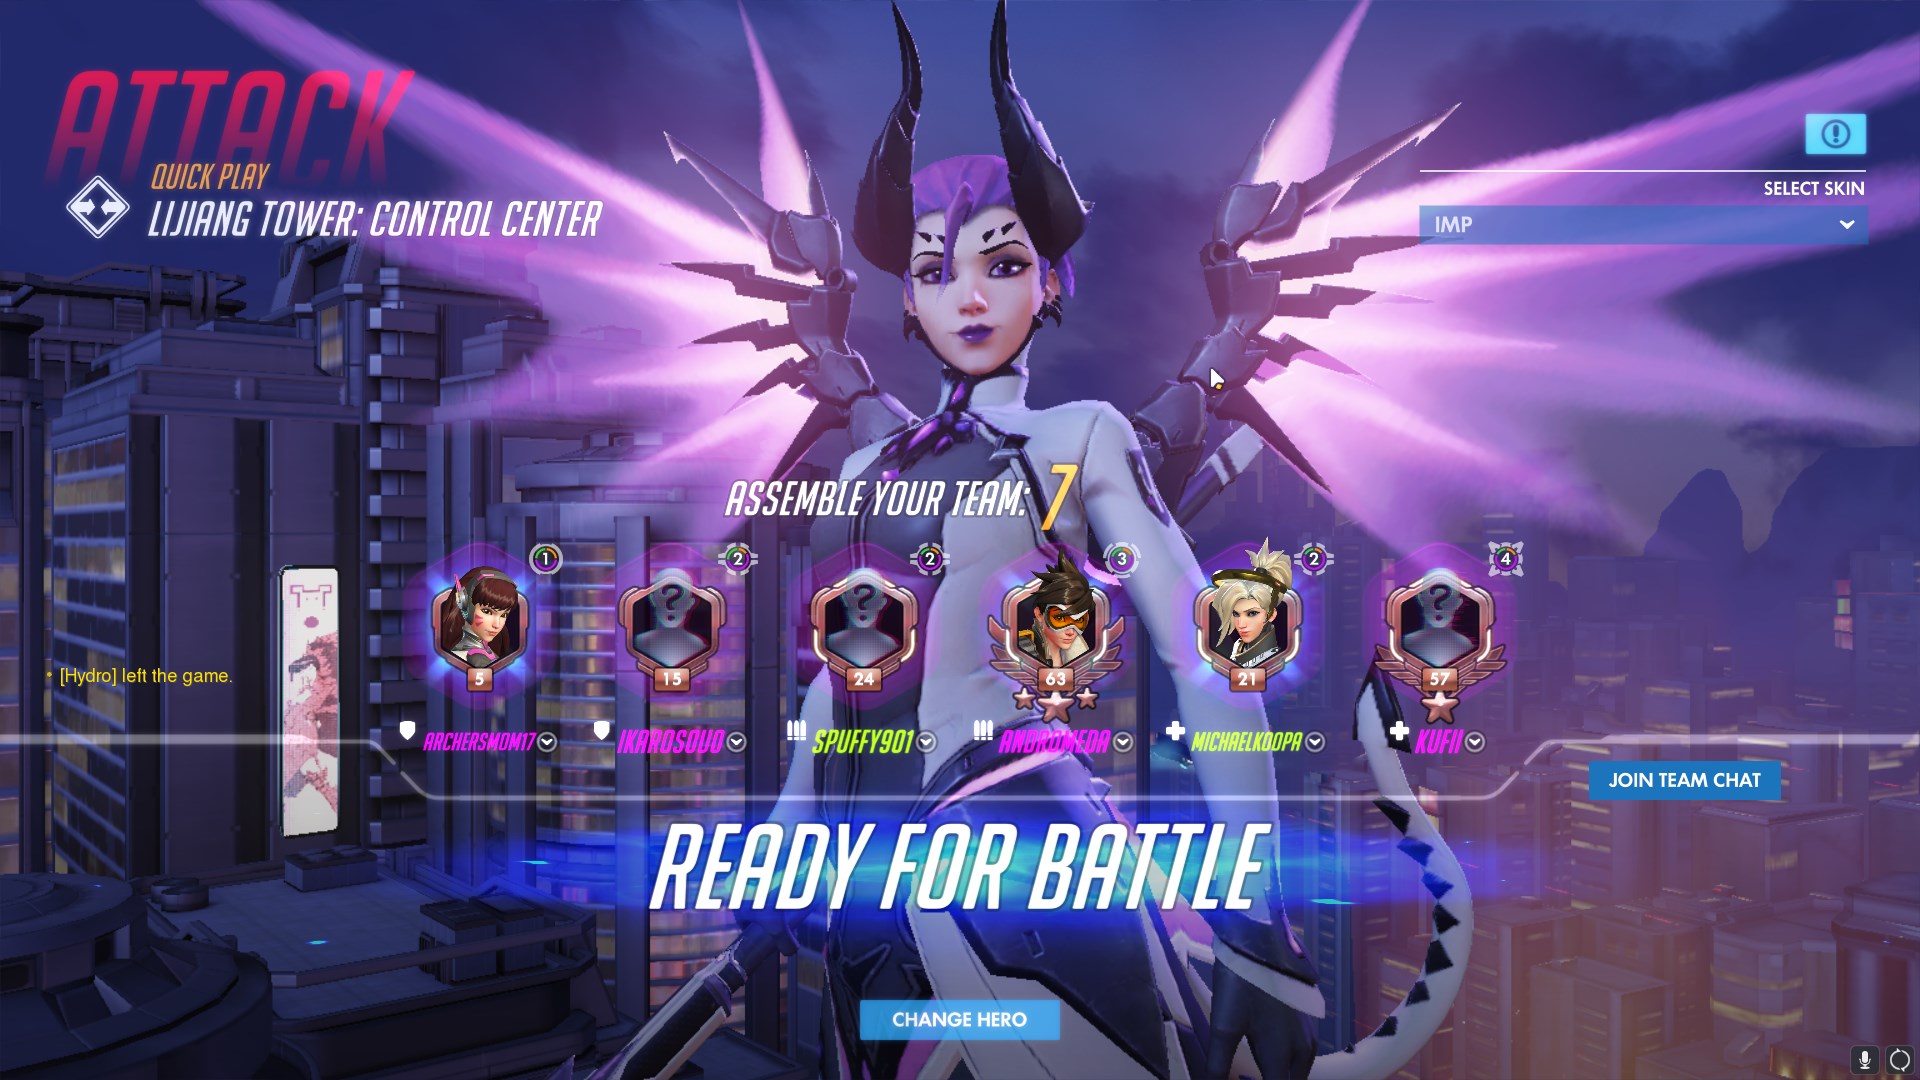 ATTACK
QUICK PLAY
LIJIANG TOWER: CONTROL CENTER
SELECT SKIN
IMP
ASSEMBLE YOUR TEAM: 7
1 2 2 3 2 4
5 15 24 63 21 57
[Hydro] left the game.
ARCHERSMOM17 IKAROSOUO SPUFFY901 ANDROMEDA MICHAELKOOPA KUFII
JOIN TEAM CHAT
READY FOR BATTLE
CHANGE HERO